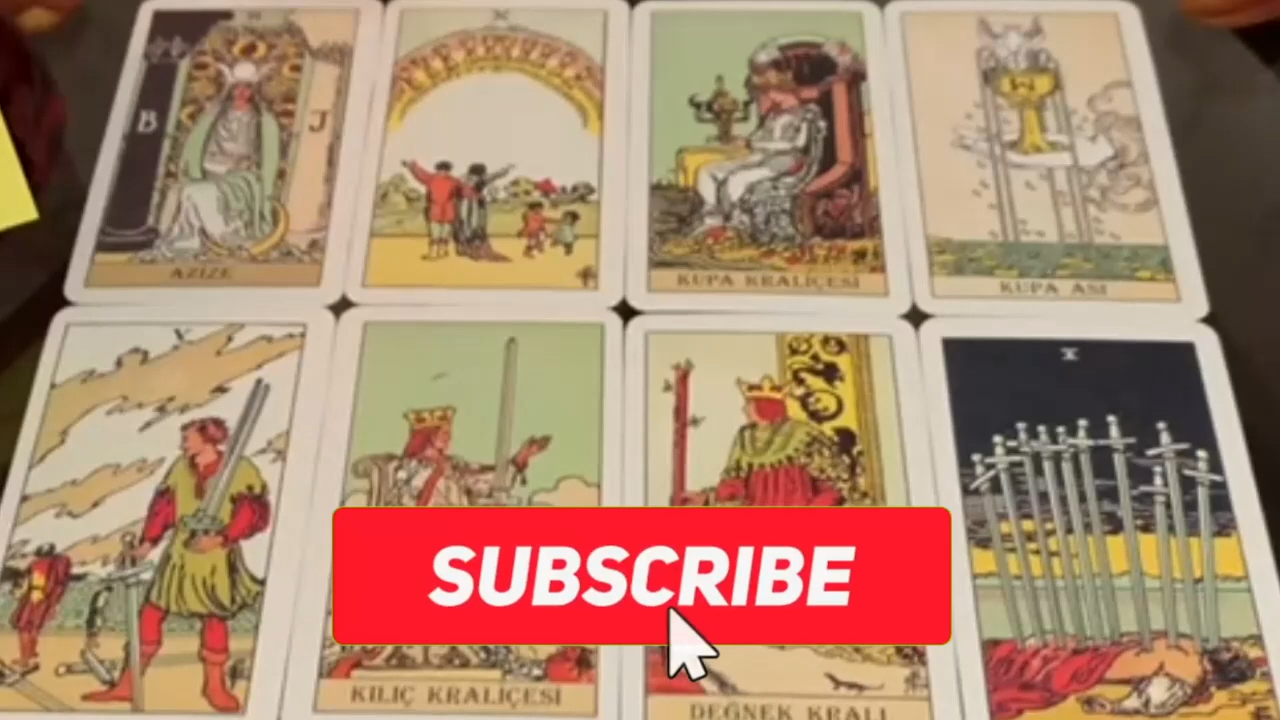 B J
AZİZE
X
KUPA KRALİÇESİ
KUPA ASI
W
X
SUBSCRIBE
KILIÇ KRALİÇESİ
DEĞNEK KRALI